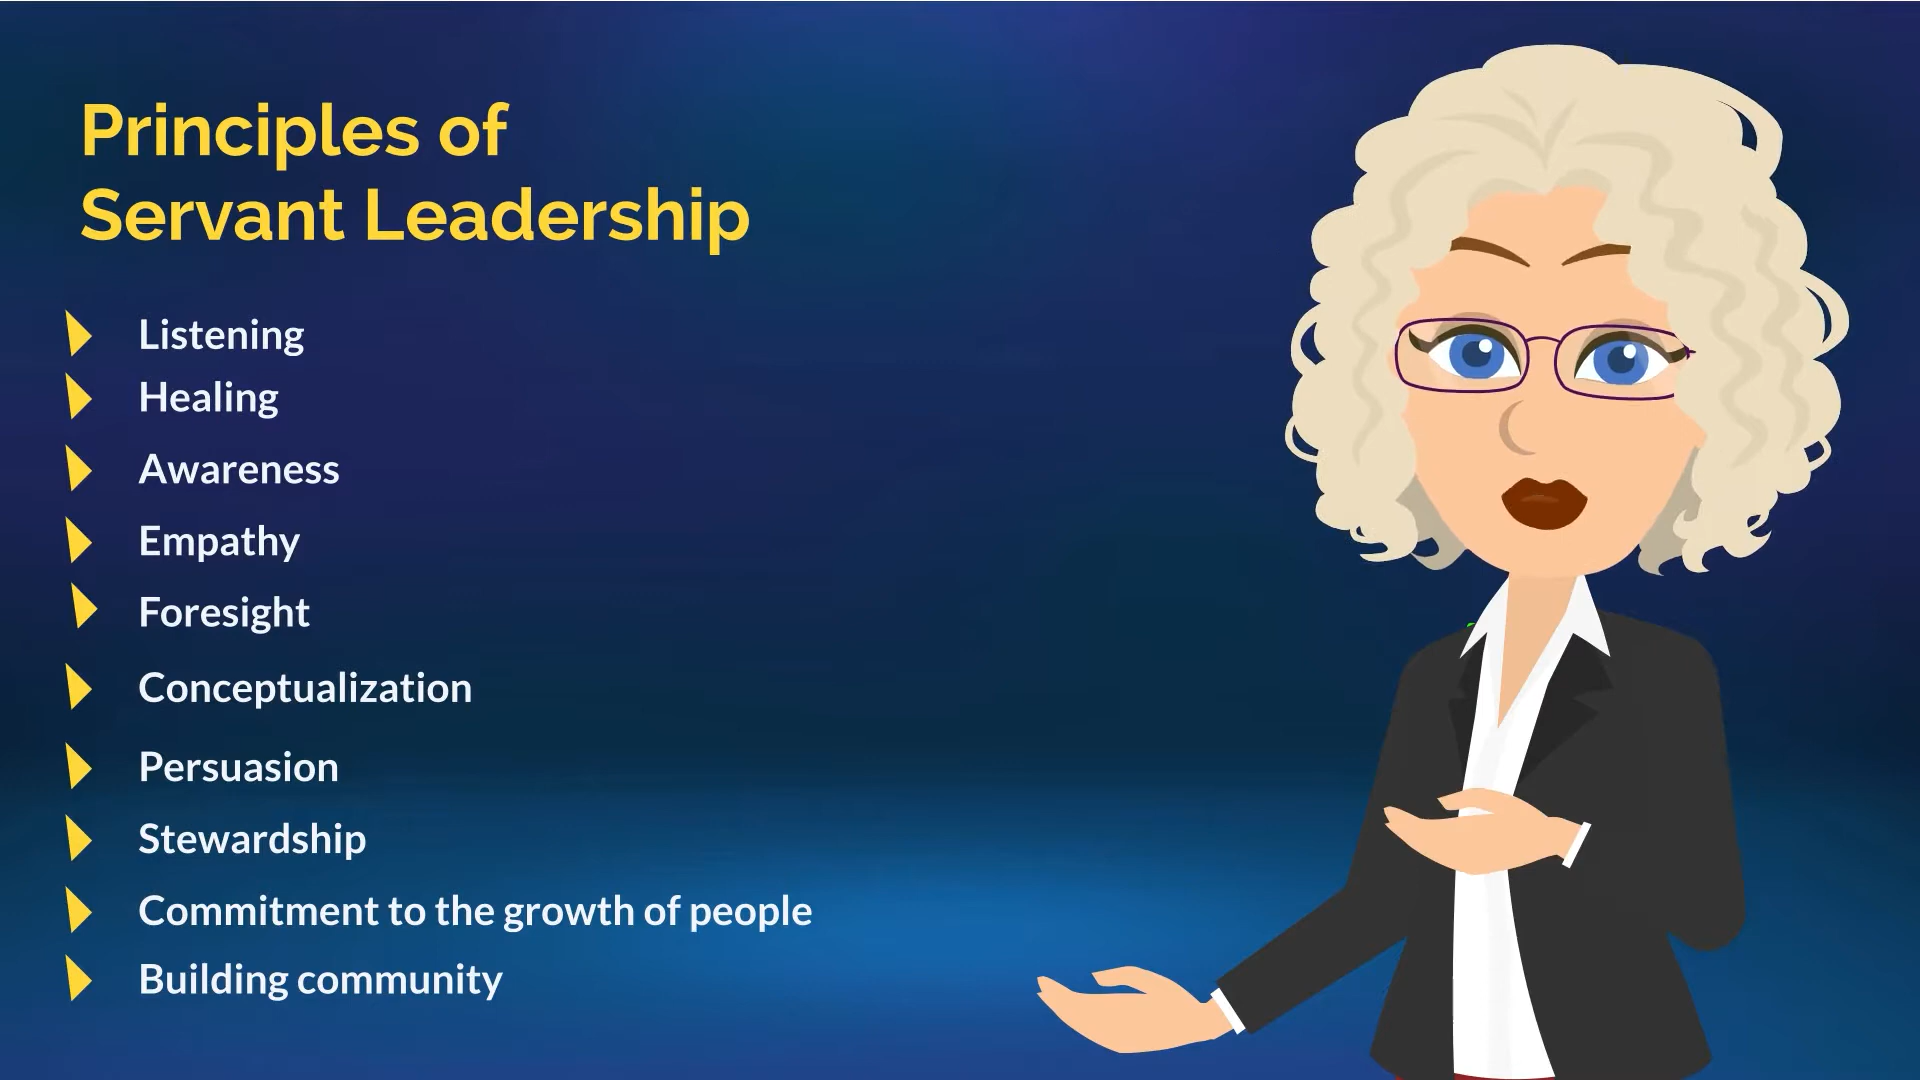 Principles of
Servant Leadership
Listening
Healing
Awareness
Empathy
Foresight
Conceptualization
Persuasion
Stewardship
Commitment to the growth of people
Building community